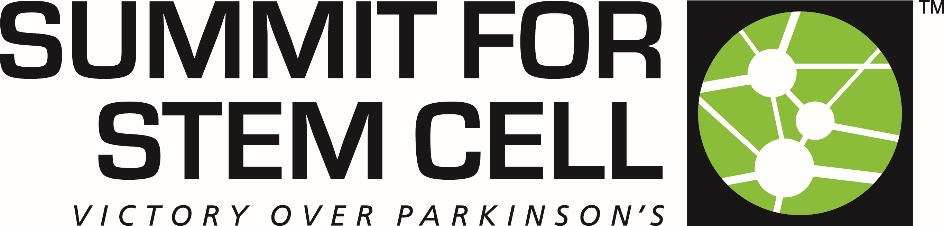 SUMMIT FOR
STEM CELL
VICTORY OVER PARKINSON'S
TM